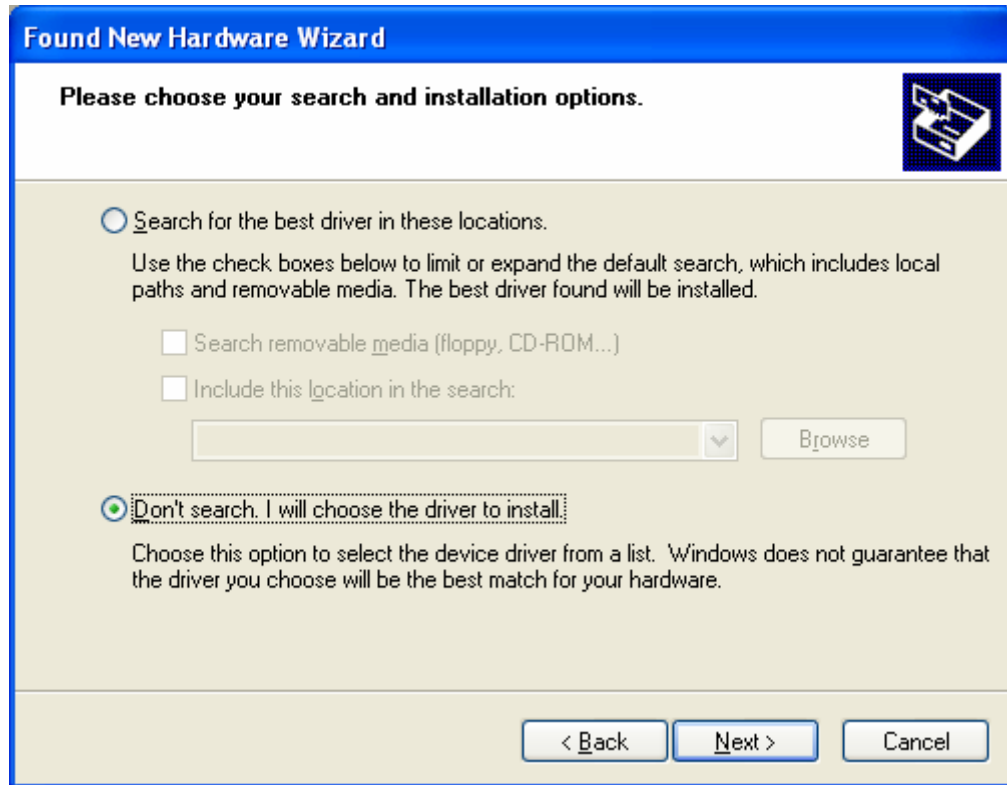 Found New Hardware Wizard
Please choose your search and installation options.
Search for the best driver in these locations.
Use the check boxes below to limit or expand the default search, which includes local
paths and removable media. The best driver found will be installed.
Search removable media (floppy, CD-ROM...)
Include this location in the search:
Browse
Don't search. I will choose the driver to install.
Choose this option to select the device driver from a list.  Windows does not guarantee that
the driver you choose will be the best match for your hardware.
< Back
Next >
Cancel